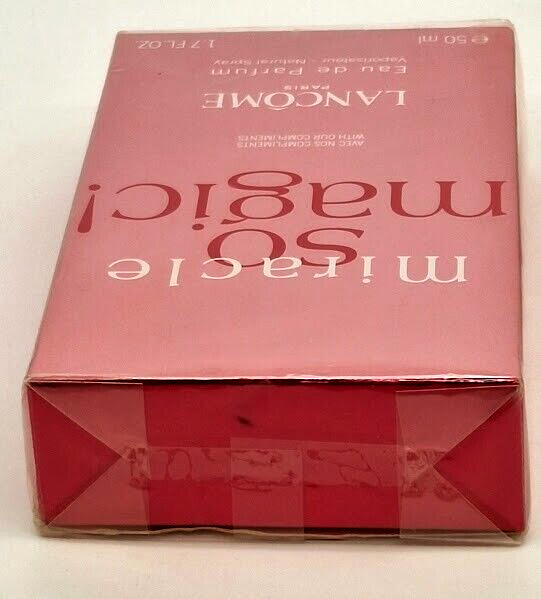 miracle
so
magic!
AVEC NOS COMPLIMENTS
WITH OUR COMPLIMENTS
LANCÔME
PARIS
Eau de Parfum
Vaporisateur - Natural Spray
℮ 50 ml 1.7 FL.OZ